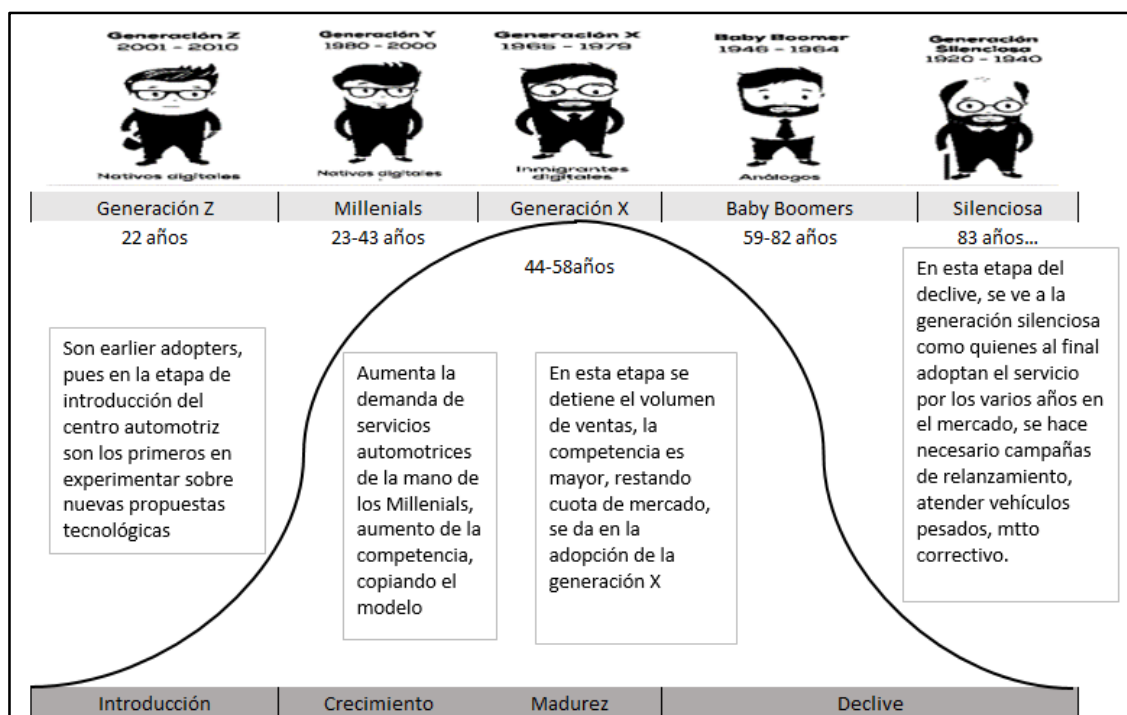 Generación Z
2001 - 2010
Generación Y
1980 - 2000
Generación X
1965 - 1979
Baby Boomer
1946 - 1964
Generación
Silenciosa
1920 - 1940
Nativos digitales
Nativos digitales
Inmigrantes
digitales
Análogos
Generación Z
Millenials
Generación X
Baby Boomers
Silenciosa
22 años
23-43 años
44-58años
59-82 años
83 años...
Son earlier adopters,
pues en la etapa de
introducción del
centro automotriz
son los primeros en
experimentar sobre
nuevas propuestas
tecnológicas
Aumenta la
demanda de
servicios
automotrices
de la mano de
los Millenials,
aumento de la
competencia,
copiando el
modelo
En esta etapa se
detiene el volumen
de ventas, la
competencia es
mayor, restando
cuota de mercado,
se da en la
adopción de la
generación X
En esta etapa del
declive, se ve a la
generación silenciosa
como quienes al final
adoptan el servicio
por los varios años en
el mercado, se hace
necesario campañas
de relanzamiento,
atender vehículos
pesados, mtto
correctivo.
Introducción
Crecimiento
Madurez
Declive